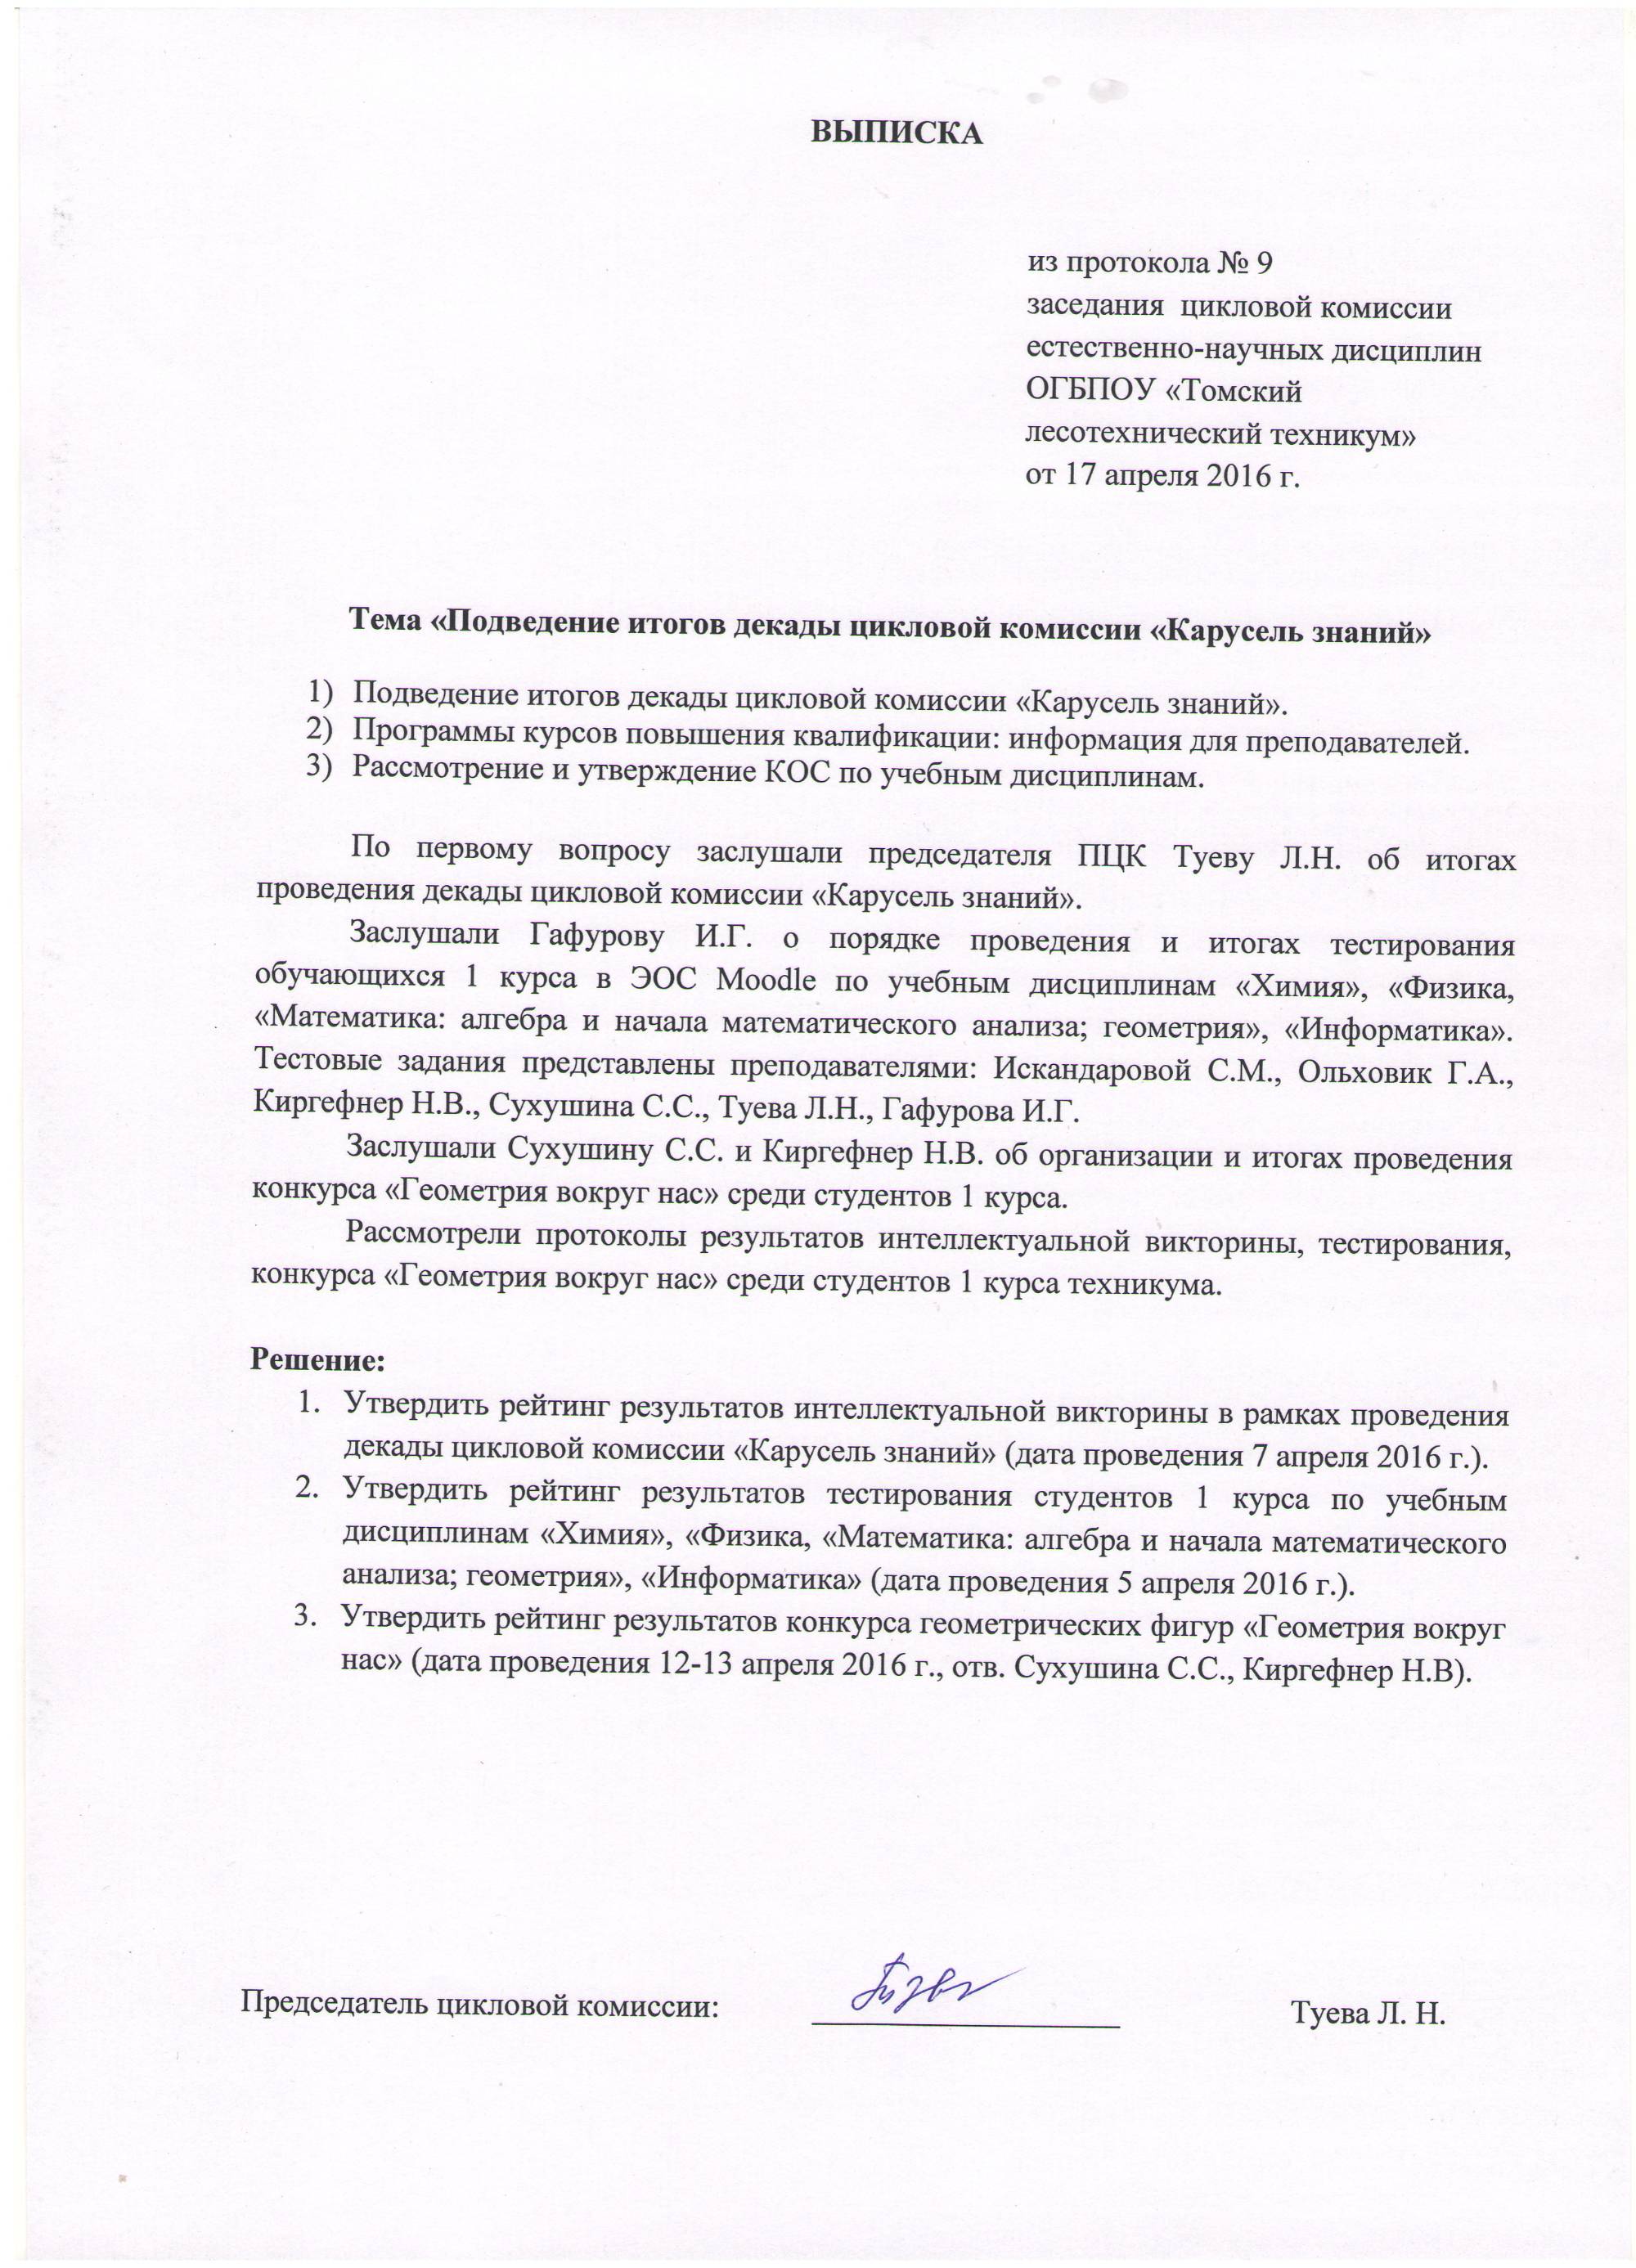 ВЫПИСКА
из протокола № 9
заседания цикловой комиссии
естественно-научных дисциплин
ОГБПОУ «Томский
лесотехнический техникум»
от 17 апреля 2016 г.
Тема «Подведение итогов декады цикловой комиссии «Карусель знаний»
1) Подведение итогов декады цикловой комиссии «Карусель знаний».
2) Программы курсов повышения квалификации: информация для преподавателей.
3) Рассмотрение и утверждение КОС по учебным дисциплинам.
По первому вопросу заслушали председателя ПЦК Туеву Л.Н. об итогах
проведения декады цикловой комиссии «Карусель знаний».
Заслушали Гафурову И.Г. о порядке проведения и итогах тестирования
обучающихся 1 курса в ЭОС Moodle по учебным дисциплинам «Химия», «Физика,
«Математика: алгебра и начала математического анализа; геометрия», «Информатика».
Тестовые задания представлены преподавателями: Искандаровой С.М., Ольховик Г.А.,
Киргефнер Н.В., Сухушина С.С., Туева Л.Н., Гафурова И.Г.
Заслушали Сухушину С.С. и Киргефнер Н.В. об организации и итогах проведения
конкурса «Геометрия вокруг нас» среди студентов 1 курса.
Рассмотрели протоколы результатов интеллектуальной викторины, тестирования,
конкурса «Геометрия вокруг нас» среди студентов 1 курса техникума.
Решение:
1. Утвердить рейтинг результатов интеллектуальной викторины в рамках проведения
декады цикловой комиссии «Карусель знаний» (дата проведения 7 апреля 2016 г.).
2. Утвердить рейтинг результатов тестирования студентов 1 курса по учебным
дисциплинам «Химия», «Физика, «Математика: алгебра и начала математического
анализа; геометрия», «Информатика» (дата проведения 5 апреля 2016 г.).
3. Утвердить рейтинг результатов конкурса геометрических фигур «Геометрия вокруг
нас» (дата проведения 12-13 апреля 2016 г., отв. Сухушина С.С., Киргефнер Н.В).
Председатель цикловой комиссии: Туева Л. Н.